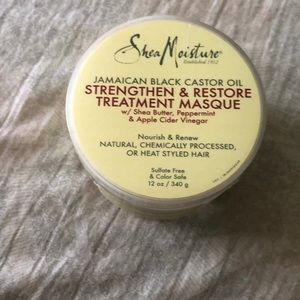 SheaMoisture
Established 1912
JAMAICAN BLACK CASTOR OIL
STRENGTHEN & RESTORE
TREATMENT MASQUE
w/ Shea Butter, Peppermint
& Apple Cider Vinegar
Nourish & Renew
NATURAL, CHEMICALLY PROCESSED,
OR HEAT STYLED HAIR
Sulfate Free
& Color Safe
12 oz / 340 g